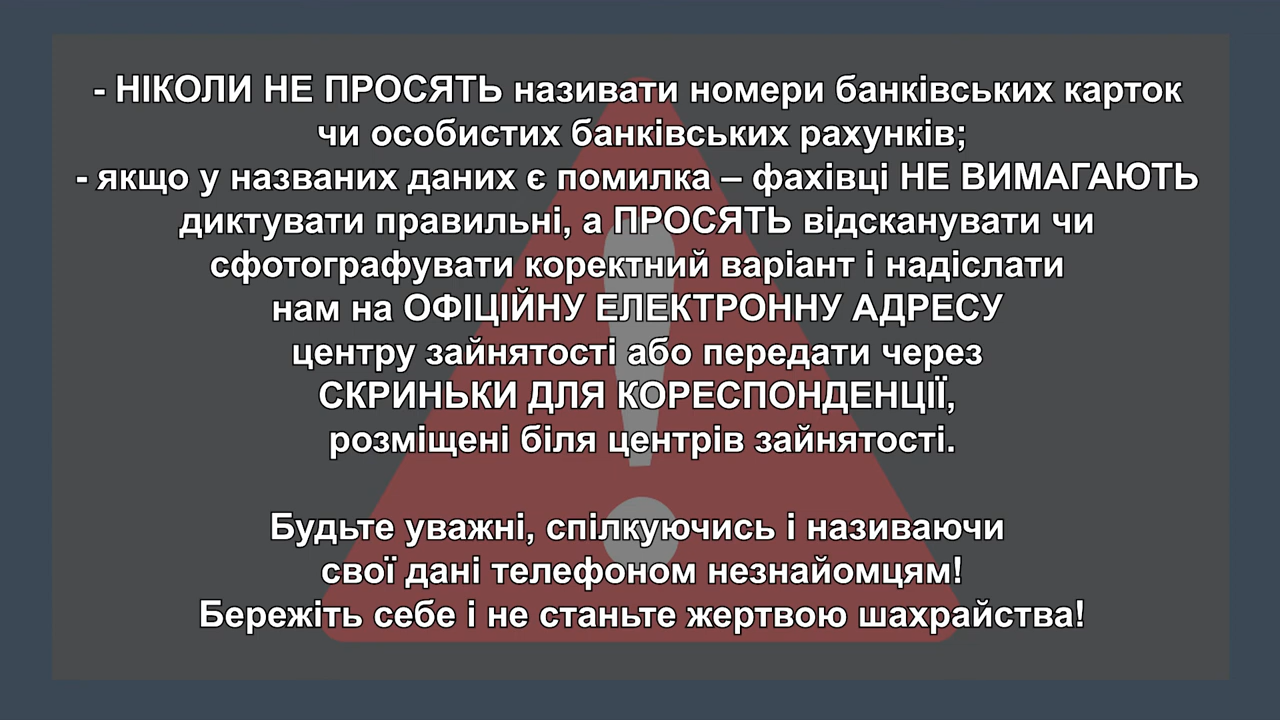 - НІКОЛИ НЕ ПРОСЯТЬ називати номери банківських карток
чи особистих банківських рахунків;
- якщо у названих даних є помилка – фахівці НЕ ВИМАГАЮТЬ
диктувати правильні, а ПРОСЯТЬ відсканувати чи
сфотографувати коректний варіант і надіслати
нам на ОФІЦІЙНУ ЕЛЕКТРОННУ АДРЕСУ
центру зайнятості або передати через
СКРИНЬКИ ДЛЯ КОРЕСПОНДЕНЦІЇ,
розміщені біля центрів зайнятості.
Будьте уважні, спілкуючись і називаючи
свої дані телефоном незнайомцям!
Бережіть себе і не станьте жертвою шахрайства!